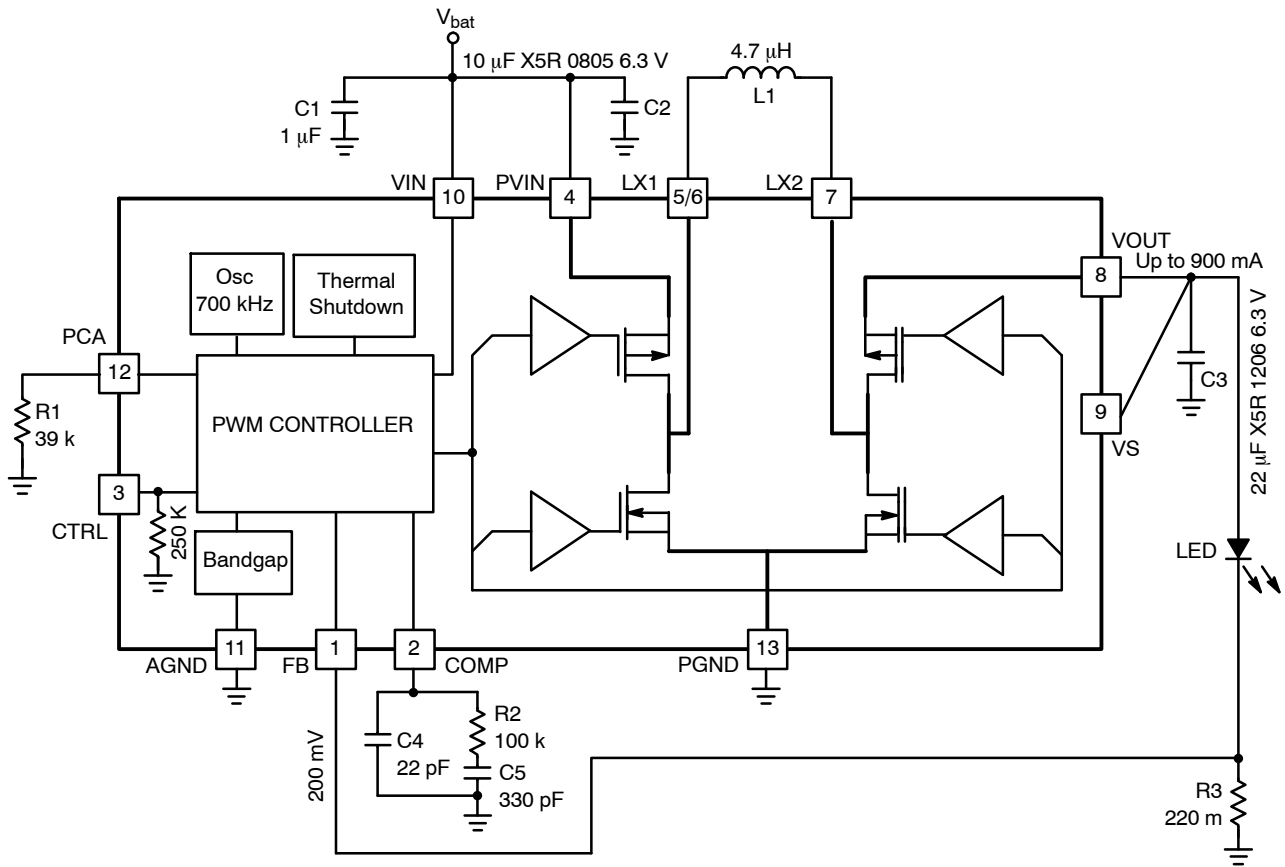 Vbat
10 μF X5R 0805 6.3 V
4.7 μH
L1
C1
1 μF
C2
VIN
10
PVIN
4
LX1
5/6
LX2
7
VOUT
8
Up to 900 mA
Osc
700 kHz
Thermal
Shutdown
PCA
12
R1
39 k
PWM CONTROLLER
C3
22 μF X5R 1206 6.3 V
9
VS
3
CTRL
250 K
Bandgap
LED
AGND
11
FB
1
2
COMP
PGND
13
200 mV
C4
22 pF
R2
100 k
C5
330 pF
R3
220 m